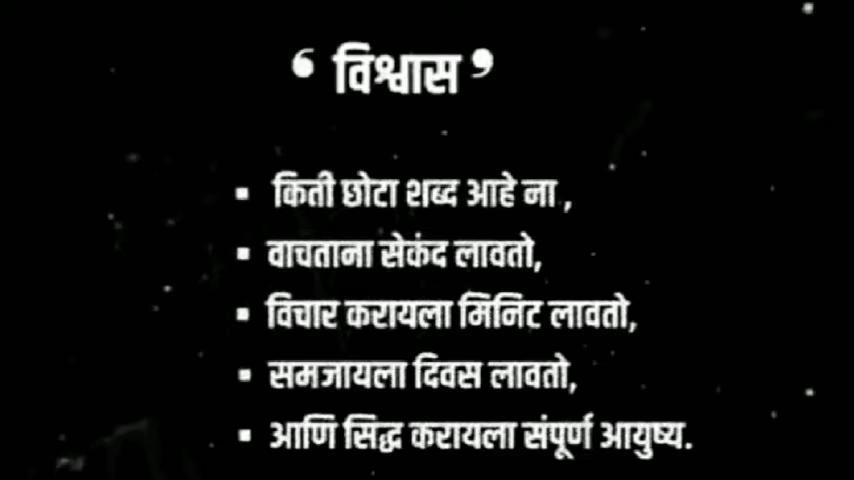 ‘ विश्वास ’
▪ किती छोटा शब्द आहे ना ,
▪ वाचताना सेकंद लावतो,
▪ विचार करायला मिनिट लावतो,
▪ समजायला दिवस लावतो,
▪ आणि सिद्ध करायला संपूर्ण आयुष्य.